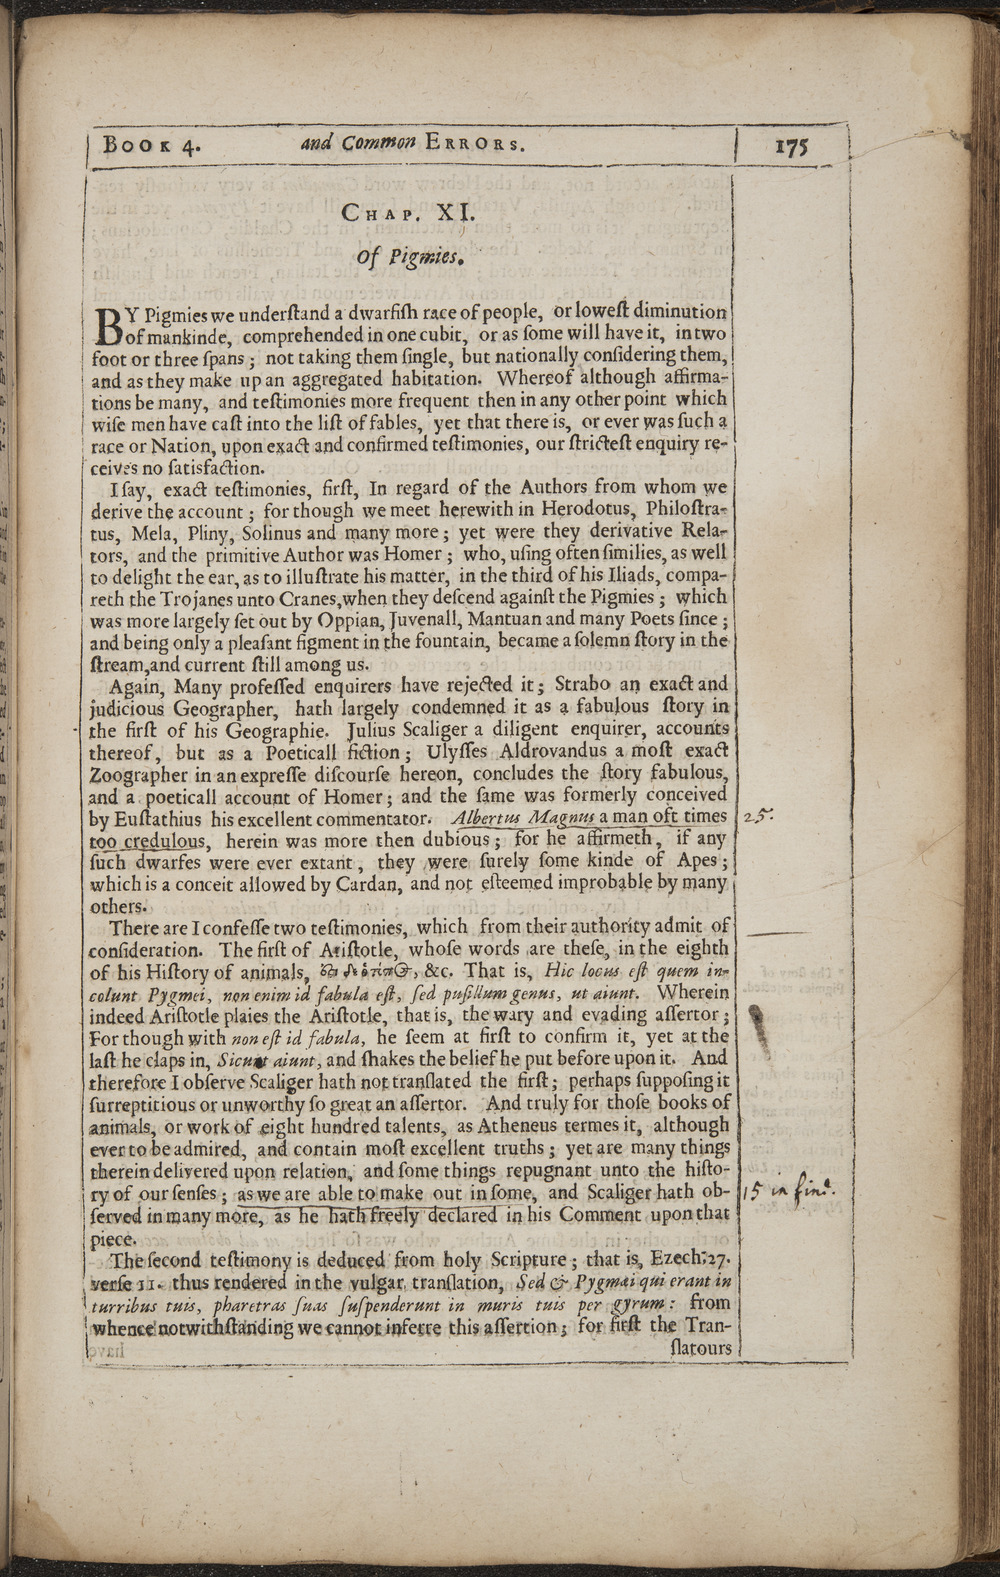 BOOK 4. and Common ERRORS. 175
CHAP. XI.
Of Pigmies.
BY Pigmies we underſtand a dwarfiſh race of people, or loweſt diminution
of mankinde, comprehended in one cubit, or as ſome will have it, in two
foot or three ſpans; not taking them ſingle, but nationally conſidering them,
and as they make up an aggregated habitation. Whereof although affirma-
tions be many, and teſtimonies more frequent then in any other point which
wiſe men have caſt into the liſt of fables, yet that there is, or ever was ſuch a
race or Nation, upon exact and confirmed teſtimonies, our ſtricteſt enquiry re-
ceives no ſatisfaction.
I ſay, exact teſtimonies, firſt, In regard of the Authors from whom we
derive the account; for though we meet herewith in Herodotus, Philoſtra-
tus, Mela, Pliny, Solinus and many more; yet were they derivative Rela-
tors, and the primitive Author was Homer; who, uſing often ſimilies, as well
to delight the ear, as to illuſtrate his matter, in the third of his Iliads, compa-
reth the Trojanes unto Cranes, when they deſcend againſt the Pigmies; which
was more largely ſet out by Oppian, Juvenall, Mantuan and many Poets ſince;
and being only a pleaſant figment in the fountain, became a ſolemn ſtory in the
ſtream, and current ſtill among us.
Again, Many profeſſed enquirers have rejected it; Strabo an exact and
judicious Geographer, hath largely condemned it as a fabulous ſtory in
the firſt of his Geographie. Julius Scaliger a diligent enquirer, accounts
thereof, but as a Poeticall fiction; Ulyſſes Aldrovandus a moſt exact
Zoographer in an expreſſe diſcourſe hereon, concludes the ſtory fabulous,
and a poeticall account of Homer; and the ſame was formerly conceived
by Euſtathius his excellent commentator. Albertus Magnus a man oft times 25.
too credulous, herein was more then dubious; for he affirmeth, if any
ſuch dwarfes were ever extant, they were ſurely ſome kinde of Apes;
which is a conceit allowed by Cardan, and not eſteemed improbable by many
others.
There are I confeſſe two teſtimonies, which from their authority admit of
conſideration. The firſt of Ariſtotle, whoſe words are theſe, in the eighth
of his Hiſtory of animals, &c. That is, Hic locus eſt quem in-
colunt Pygmei, non enim id fabula eſt, ſed puſillum genus, ut aiunt. Wherein
indeed Ariſtotle plaies the Ariſtotle, that is, the wary and evading aſſertor;
For though with non eſt id fabula, he ſeem at firſt to confirm it, yet at the
laſt he claps in, Sicut aiunt, and ſhakes the belief he put before upon it. And
therefore I obſerve Scaliger hath not tranſlated the firſt; perhaps ſuppoſing it
ſurreptitious or unworthy ſo great an aſſertor. And truly for thoſe books of
animals, or work of eight hundred talents, as Atheneus termes it, although
ever to be admired, and contain moſt excellent truths; yet are many things
therein delivered upon relation, and ſome things repugnant unto the hiſto-
ry of our ſenſes; as we are able to make out in ſome, and Scaliger hath ob- 15 in fine.
ſerved in many more, as he hath freely declared in his Comment upon that
piece.
The ſecond teſtimony is deduced from holy Scripture; that is, Ezech. 27.
verſe 11. thus rendered in the vulgar tranſlation, Sed & Pygmæi qui erant in
turribus tuis, pharetras ſuas ſuſpenderunt in muris tuis per gyrum: from
whence notwithſtanding we cannot inferre this aſſertion; for firſt the Tran-
ſlatours